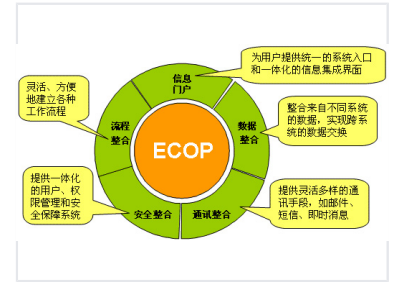 为用户提供统一的系统入口
和一体化的信息集成界面
信息
门户
灵活、方便
地建立各种
工作流程
流程
整合
数据
整合
整合来自不同系统
的数据，实现跨系
统的数据交换
ECOP
提供一体化
的用户、权
限管理和安
全保障系统
安全整合
通讯整合
提供灵活多样的通
讯手段，如邮件、
短信、即时消息